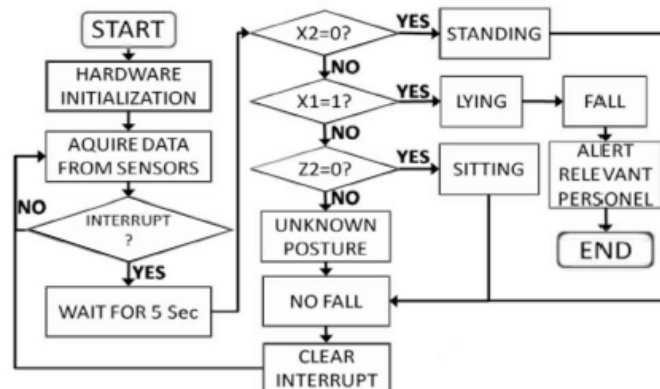 START
HARDWARE
INITIALIZATION
AQUIRE DATA
FROM SENSORS
NO
INTERRUPT
?
YES
WAIT FOR 5 Sec
X2=0?
YES
STANDING
NO
X1=1?
YES
LYING
FALL
NO
Z2=0?
YES
SITTING
ALERT
RELEVANT
PERSONEL
NO
UNKNOWN
POSTURE
END
NO FALL
CLEAR
INTERRUPT